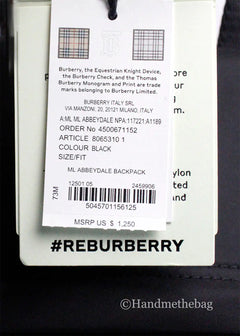 Burberry, the Equestrian Knight Device,
the Burberry Check, and the Thomas
Burberry Monogram and Print are trade
marks belonging to Burberry Limited.
BURBERRY ITALY SRL
VIA MANZONI, 20, 20121 MILANO, ITALY
A:ML ML ABBEYDALE NPA:117221:A1189
ORDER No 4500671152
ARTICLE 8065310 1
COLOUR BLACK
SIZE/FIT
ML ABBEYDALE BACKPACK
73M
12501 05 2459906
5045701156125
MSRP US $ 1,250
#REBURBERRY
©Handmethebag